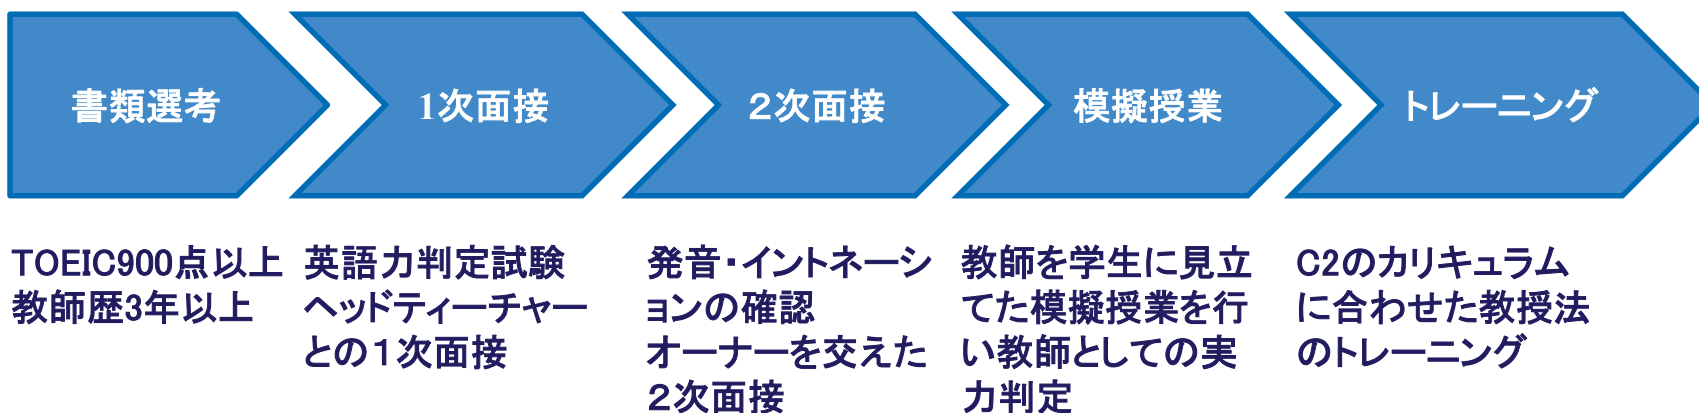 書類選考
1次面接
２次面接
模擬授業
トレーニング
TOEIC900点以上
教師歴3年以上
英語力判定試験
ヘッドティーチャー
との１次面接
発音・イントネーシ
ョンの確認
オーナーを交えた
２次面接
教師を学生に見立
てた模擬授業を行
い教師としての実
力判定
C2のカリキュラム
に合わせた教授法
のトレーニング